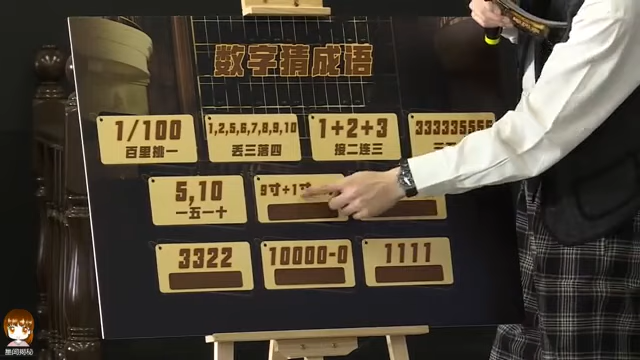 数字猜成语
1/100
百里挑一
1,2,5,6,7,8,9,10
丢三落四
1+2+3
接二连三
333335555
5,10
一五一十
9寸+1
3322
10000-0
1111